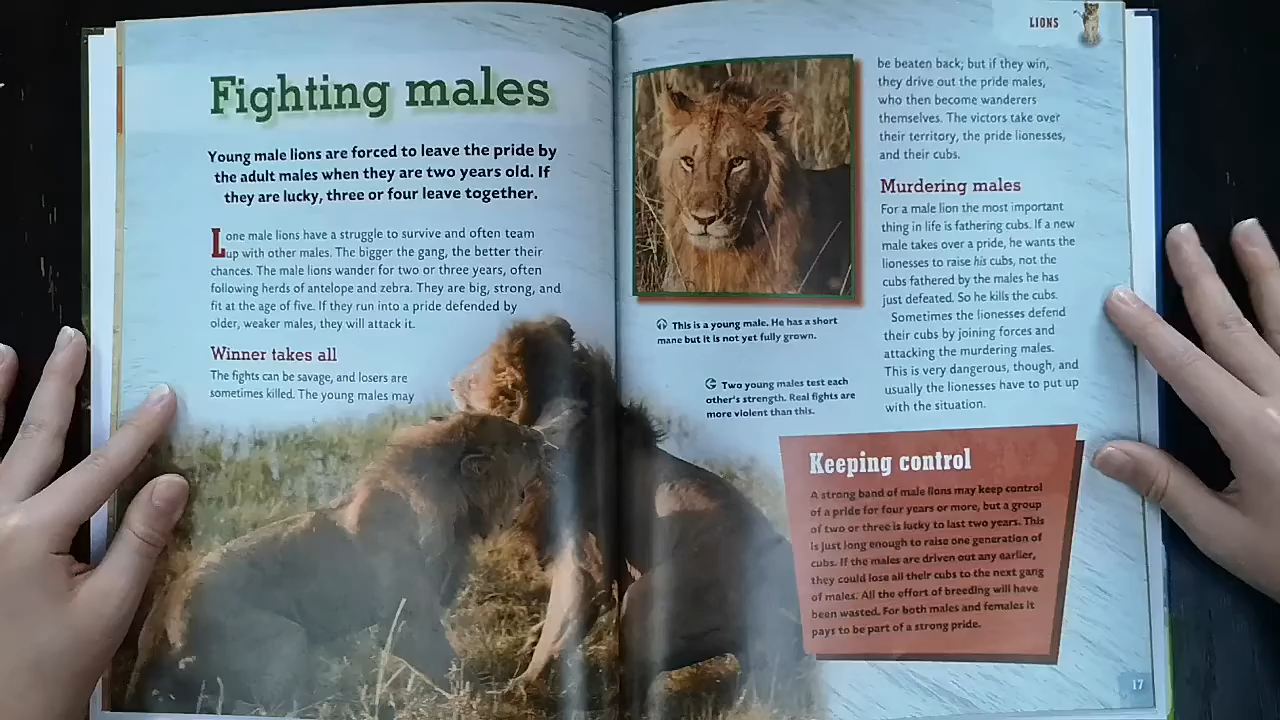 Fighting males
Young male lions are forced to leave the pride by
the adult males when they are two years old. If
they are lucky, three or four leave together.
Lone male lions have a struggle to survive and often team
up with other males. The bigger the gang, the better their
chances. The male lions wander for two or three years, often
following herds of antelope and zebra. They are big, strong, and
fit at the age of five. If they run into a pride defended by
older, weaker males, they will attack it.
Winner takes all
The fights can be savage, and losers are
sometimes killed. The young males may
LIONS
be beaten back; but if they win,
they drive out the pride males,
who then become wanderers
themselves. The victors take over
their territory, the pride lionesses,
and their cubs.
Murdering males
For a male lion the most important
thing in life is fathering cubs. If a new
male takes over a pride, he wants the
lionesses to raise his cubs, not the
cubs fathered by the males he has
just defeated. So he kills the cubs.
Sometimes the lionesses defend
their cubs by joining forces and
attacking the murdering males.
This is very dangerous, though, and
usually the lionesses have to put up
with the situation.
This is a young male. He has a short
mane but it is not yet fully grown.
Two young males test each
other's strength. Real fights are
more violent than this.
Keeping control
A strong band of male lions may keep control
of a pride for four years or more, but a group
of two or three is lucky to last two years. This
is just long enough to raise one generation of
cubs. If the males are driven out any earlier,
they could lose all their cubs to the next gang
of males. All the effort of breeding will have
been wasted. For both males and females it
pays to be part of a strong pride.
17